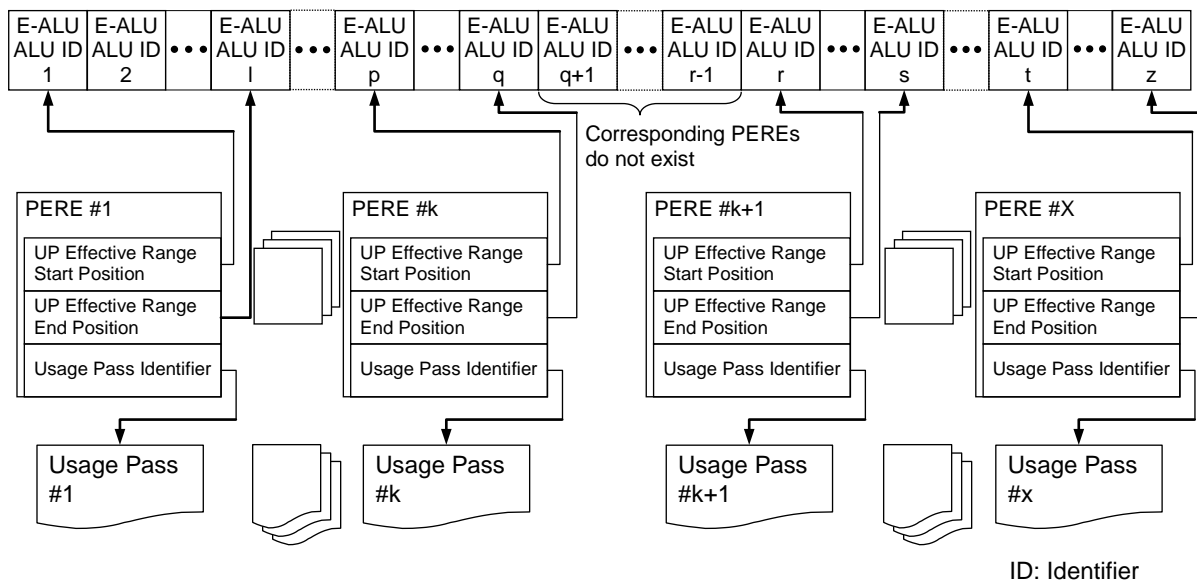 E-ALU
ALU ID
1
E-ALU
ALU ID
2
•••
E-ALU
ALU ID
l
•••
E-ALU
ALU ID
p
•••
E-ALU
ALU ID
q
E-ALU
ALU ID
q+1
•••
E-ALU
ALU ID
r-1
E-ALU
ALU ID
r
•••
E-ALU
ALU ID
s
•••
E-ALU
ALU ID
t
•••
E-ALU
ALU ID
z
Corresponding PEREs
do not exist
PERE #1
UP Effective Range
Start Position
UP Effective Range
End Position
Usage Pass Identifier
PERE #k
UP Effective Range
Start Position
UP Effective Range
End Position
Usage Pass Identifier
PERE #k+1
UP Effective Range
Start Position
UP Effective Range
End Position
Usage Pass Identifier
PERE #X
UP Effective Range
Start Position
UP Effective Range
End Position
Usage Pass Identifier
Usage Pass
#1
Usage Pass
#k
Usage Pass
#k+1
Usage Pass
#x
ID: Identifier